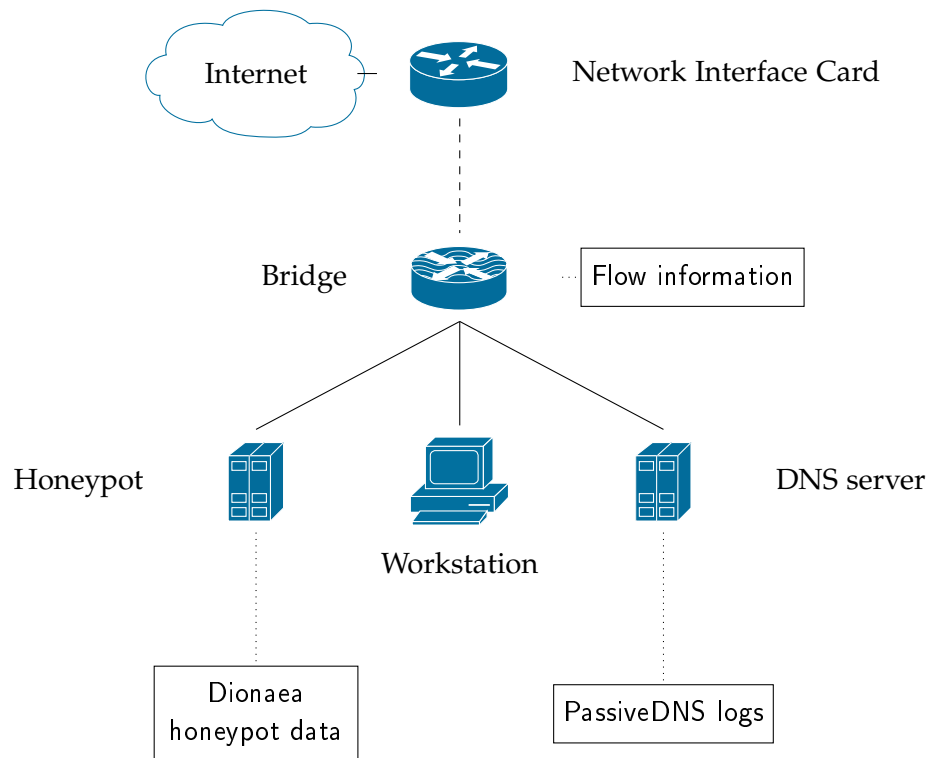 Internet
Network Interface Card
Bridge
Flow information
Honeypot
DNS server
Workstation
Dionaea
honeypot data
PassiveDNS logs